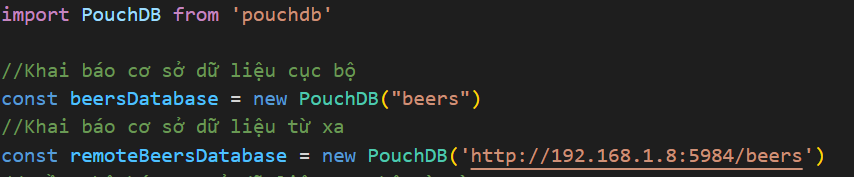 import PouchDB from 'pouchdb'
//Khai báo cơ sở dữ liệu cục bộ
const beersDatabase = new PouchDB("beers")
//Khai báo cơ sở dữ liệu từ xa
const remoteBeersDatabase = new PouchDB('http://192.168.1.8:5984/beers')